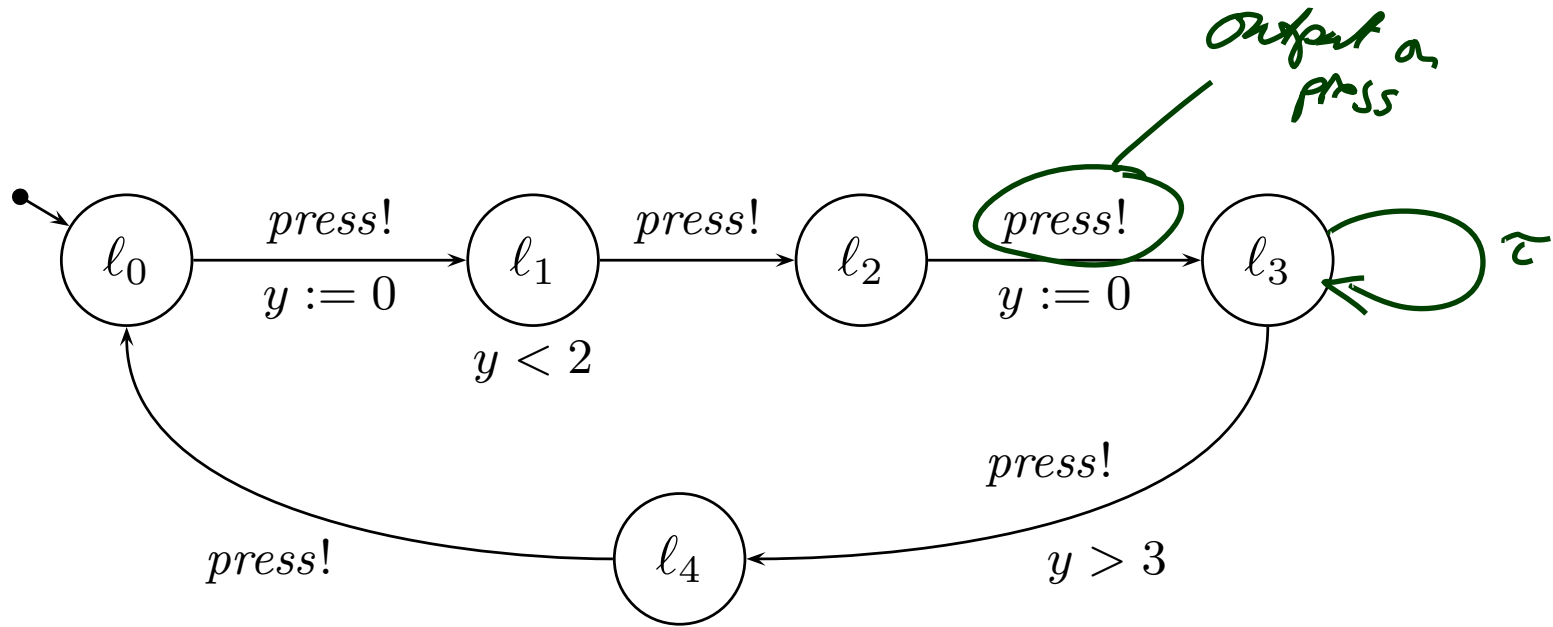 output on
press
press!
press!
press!
ℓ0
ℓ1
ℓ2
ℓ3
τ
y := 0
y := 0
y < 2
press!
press!
ℓ4
y > 3